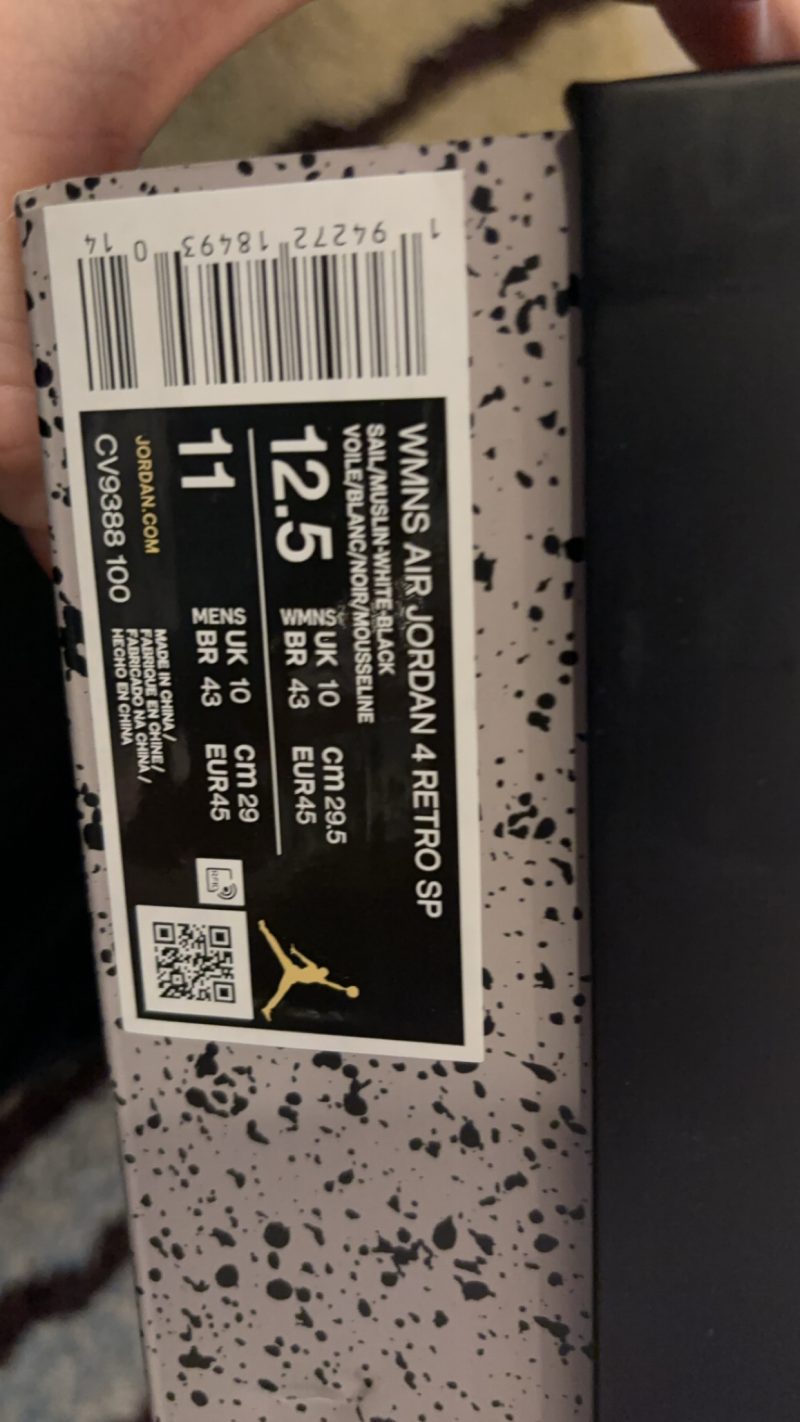 WMNS AIR JORDAN 4 RETRO SP
SAIL/MUSLIN-WHITE-BLACK
VOILE/BLANC/NOIR/MOUSSELINE
12.5
WMNS UK 10 cm 29.5
BR 43 EUR45
11
MENS UK 10 cm 29
BR 43 EUR45
JORDAN.COM
CV9388 100
MADE IN CHINA/
FABRIQUE EN CHINE/
FABRICADO NA CHINA/
HECHO EN CHINA
1 94272 18493 0 14